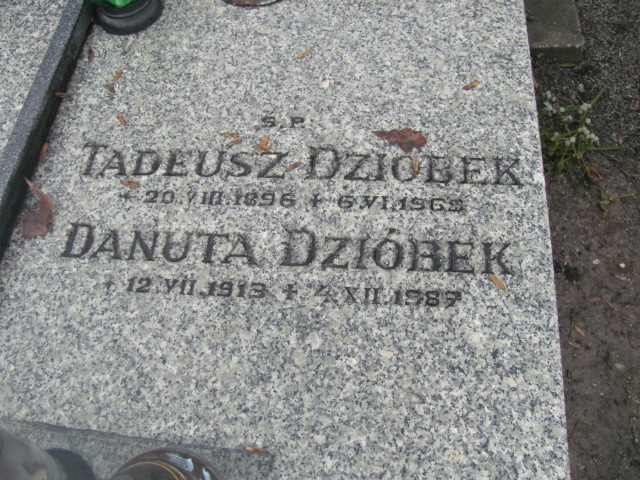 Ś.P.
TADEUSZ DZIÓBEK
+ 20.VIII.1896 + 6.VI.1969
DANUTA DZIÓBEK
+ 12.VII.1913 + 4.XII.1987